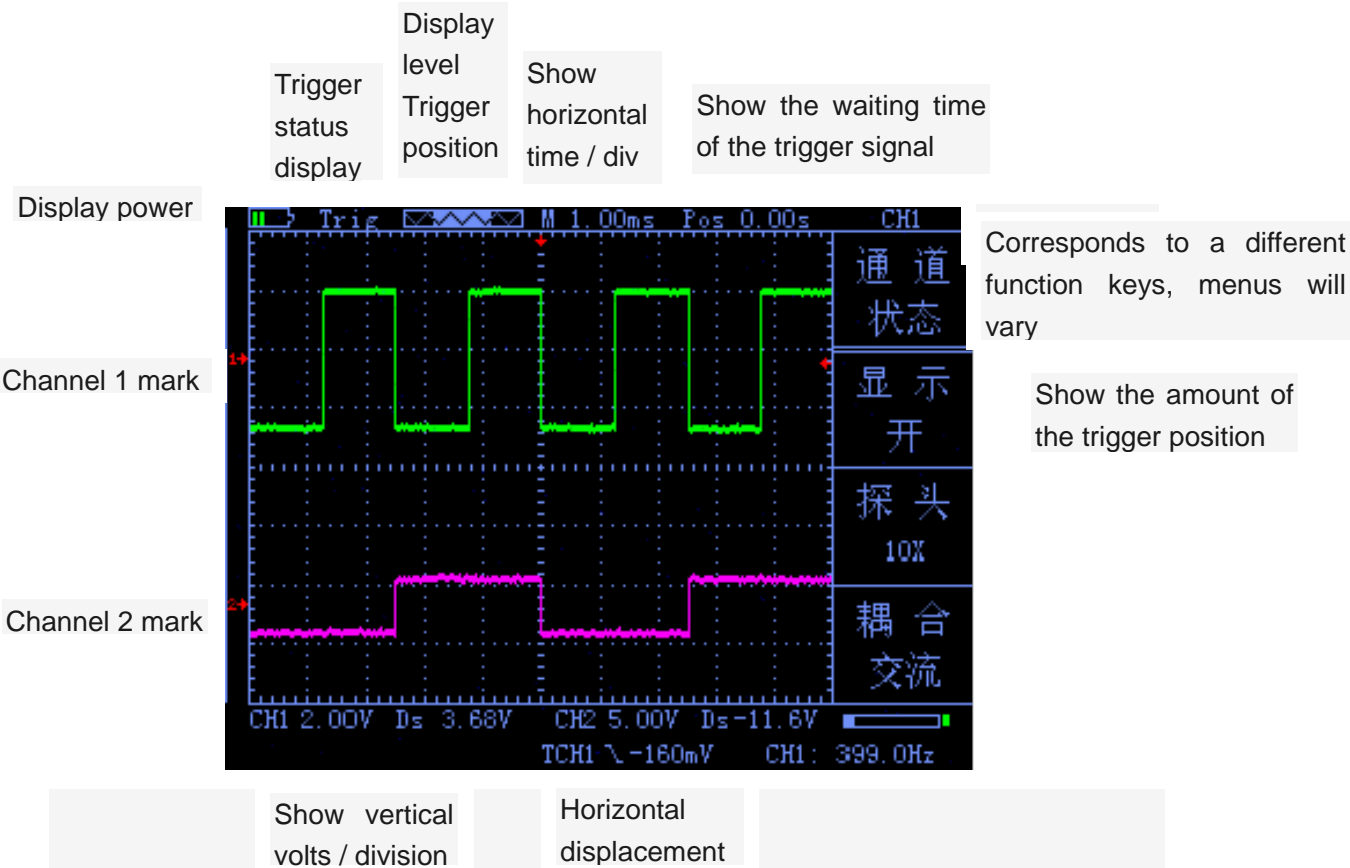 Display
level
Trigger
position
Trigger
status
display
Show
horizontal
time / div
Show the waiting time
of the trigger signal
Display power
Trig M 1.00ms Pos 0.00s CH1
Corresponds to a different
function keys, menus will
vary
通 道
状态
1
Channel 1 mark
显 示
开
Show the amount of
the trigger position
探 头
10X
Channel 2 mark
2
耦 合
交流
CH1 2.00V Ds 3.68V CH2 5.00V Ds-11.6V
TCH1 -160mV CH1: 399.0Hz
Show vertical
volts / division
Horizontal
displacement